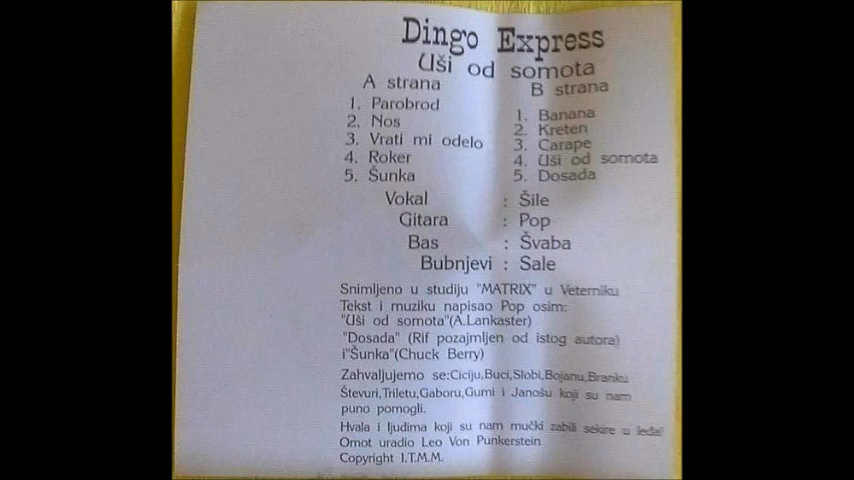 Dingo Express
Uši od somota
A strana
1. Parobrod
2. Nos
3. Vrati mi odelo
4. Roker
5. Šunka
B strana
1. Banana
2. Kreten
3. Carape
4. Uši od somota
5. Dosada
Vokal : Šile
Gitara : Pop
Bas : Švaba
Bubnjevi : Sale
Snimljeno u studiju "MATRIX" u Veterniku
Tekst i muziku napisao Pop osim:
"Uši od somota"(A.Lankaster)
"Dosada" (Rif pozajmljen od istog autora)
i"Šunka"(Chuck Berry)
Zahvaljujemo se:Ciciju,Buci,Slobi,Bojanu,Branku
Števuri,Triletu,Gaboru,Gumi i Janošu koji su nam
puno pomogli.
Hvala i ljudima koji su nam mučki zabili sekire u leđa!
Omot uradio Leo Von Punkerstein
Copyright I.T.M.M.